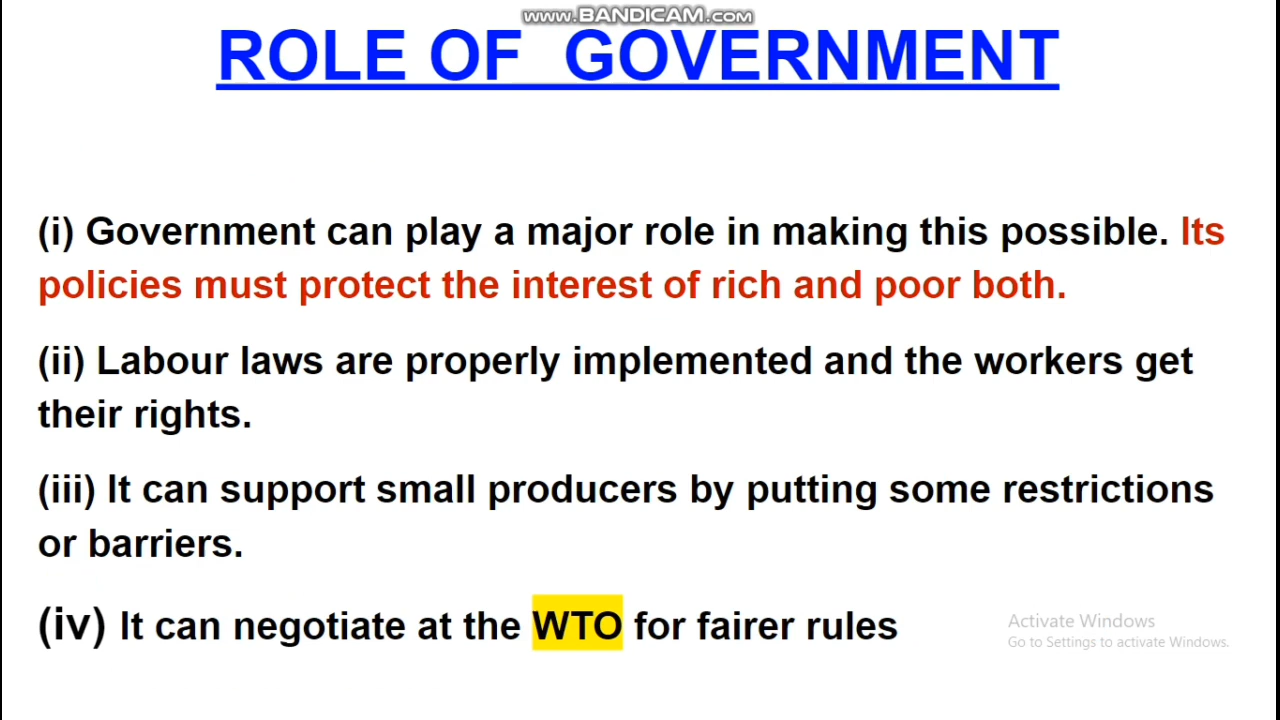 www.BANDICAM.com
ROLE OF GOVERNMENT
(i) Government can play a major role in making this possible. Its
policies must protect the interest of rich and poor both.
(ii) Labour laws are properly implemented and the workers get
their rights.
(iii) It can support small producers by putting some restrictions
or barriers.
(iv) It can negotiate at the WTO for fairer rules
Activate Windows
Go to Settings to activate Windows.